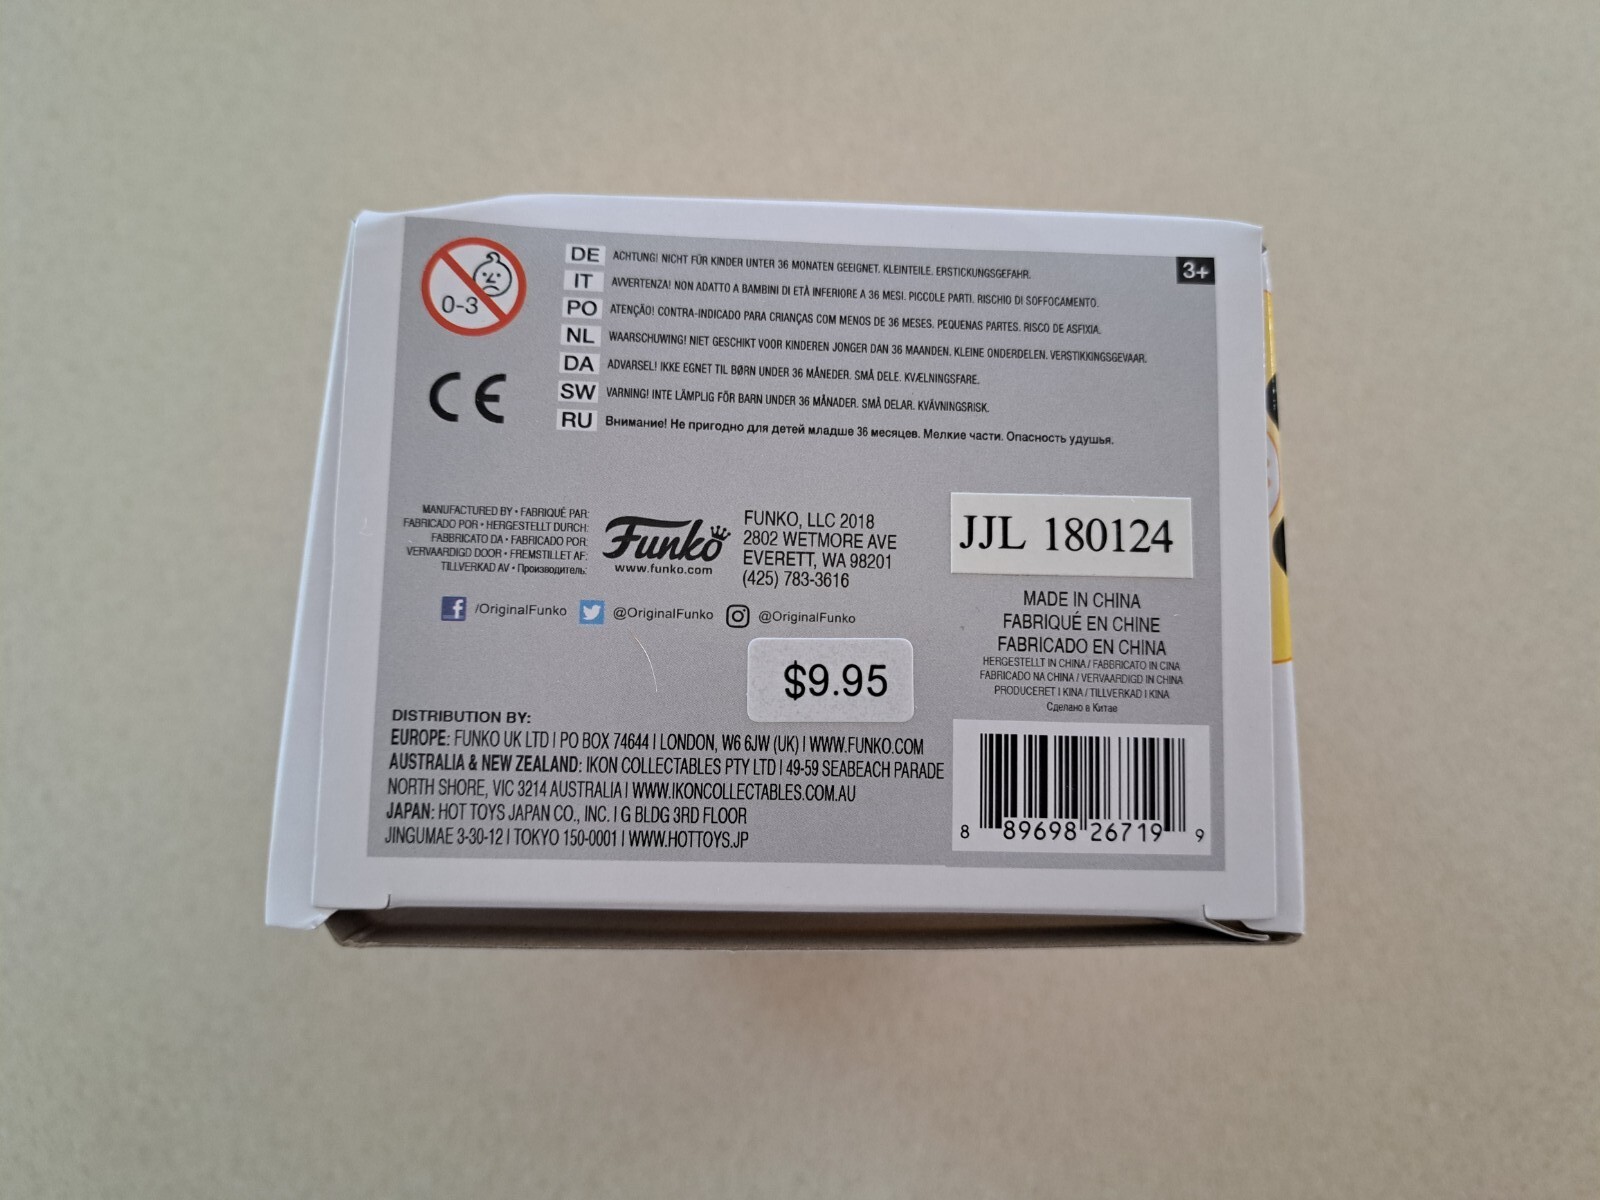 0-3
CE
DE ACHTUNG! NICHT FÜR KINDER UNTER 36 MONATEN GEEIGNET. KLEINTEILE. ERSTICKUNGSGEFAHR.
IT AVVERTENZA! NON ADATTO A BAMBINI DI ETÀ INFERIORE A 36 MESI. PICCOLE PARTI. RISCHIO DI SOFFOCAMENTO.
PO ATENÇÃO! CONTRA-INDICADO PARA CRIANÇAS COM MENOS DE 36 MESES. PEQUENAS PARTES. RISCO DE ASFIXIA.
NL WAARSCHUWING! NIET GESCHIKT VOOR KINDEREN JONGER DAN 36 MAANDEN. KLEINE ONDERDELEN. VERSTIKKINGSGEVAAR.
DA ADVARSEL! IKKE EGNET TIL BØRN UNDER 36 MÅNEDER. SMÅ DELE. KVÆLNINGSFARE.
SW VARNING! INTE LÄMPLIG FÖR BARN UNDER 36 MÅNADER. SMÅ DELAR. KVÄVNINGSRISK.
RU Внимание! Не пригодно для детей младше 36 месяцев. Мелкие части. Опасность удушья.
3+
MANUFACTURED BY • FABRIQUÉ PAR:
FABRICADO POR • HERGESTELLT DURCH:
FABBRICATO DA • FABRICADO POR:
VERVAARDIGD DOOR • FREMSTILLET AF:
TILLVERKAD AV • Производитель:
Funko
www.funko.com
FUNKO, LLC 2018
2802 WETMORE AVE
EVERETT, WA 98201
(425) 783-3616
/OriginalFunko @OriginalFunko @OriginalFunko
JJL 180124
MADE IN CHINA
FABRIQUÉ EN CHINE
FABRICADO EN CHINA
HERGESTELLT IN CHINA / FABBRICATO IN CINA
FABRICADO NA CHINA / VERVAARDIGD IN CHINA
PRODUCERET I KINA / TILLVERKAD I KINA
Сделано в Китае
$9.95
DISTRIBUTION BY:
EUROPE: FUNKO UK LTD | PO BOX 74644 | LONDON, W6 6JW (UK) | WWW.FUNKO.COM
AUSTRALIA & NEW ZEALAND: IKON COLLECTABLES PTY LTD | 49-59 SEABEACH PARADE
NORTH SHORE, VIC 3214 AUSTRALIA | WWW.IKONCOLLECTABLES.COM.AU
JAPAN: HOT TOYS JAPAN CO., INC. | G BLDG 3RD FLOOR
JINGUMAE 3-30-12 | TOKYO 150-0001 | WWW.HOTTOYS.JP
8 89698 26719 9